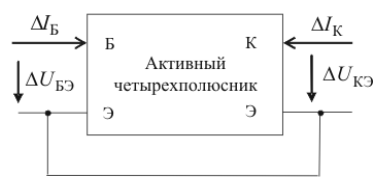 ΔI_Б
ΔI_К
Б
К
Активный
четырехполюсник
ΔU_БЭ
ΔU_КЭ
Э
Э